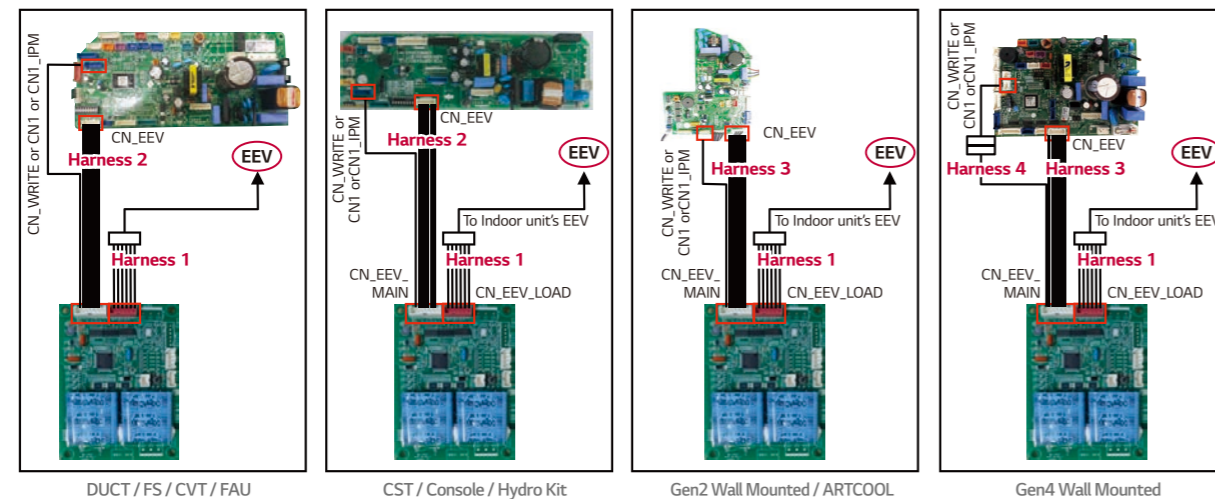 CN_WRITE or CN1 or CN1_IPM
CN_EEV
Harness 2
EEV
Harness 1
DUCT / FS / CVT / FAU
CN_WRITE or
CN1 orCN1_IPM
CN_EEV
Harness 2
EEV
To Indoor unit's EEV
Harness 1
CN_EEV_
MAIN
CN_EEV_LOAD
CST / Console / Hydro Kit
CN_WRITE or
CN1 orCN1_IPM
CN_EEV
Harness 3
EEV
To Indoor unit's EEV
Harness 1
CN_EEV_
MAIN
CN_EEV_LOAD
Gen2 Wall Mounted / ARTCOOL
CN_WRITE or
CN1 orCN1_IPM
CN_EEV
Harness 4
Harness 3
EEV
To Indoor unit's EEV
Harness 1
CN_EEV_
MAIN
CN_EEV_LOAD
Gen4 Wall Mounted